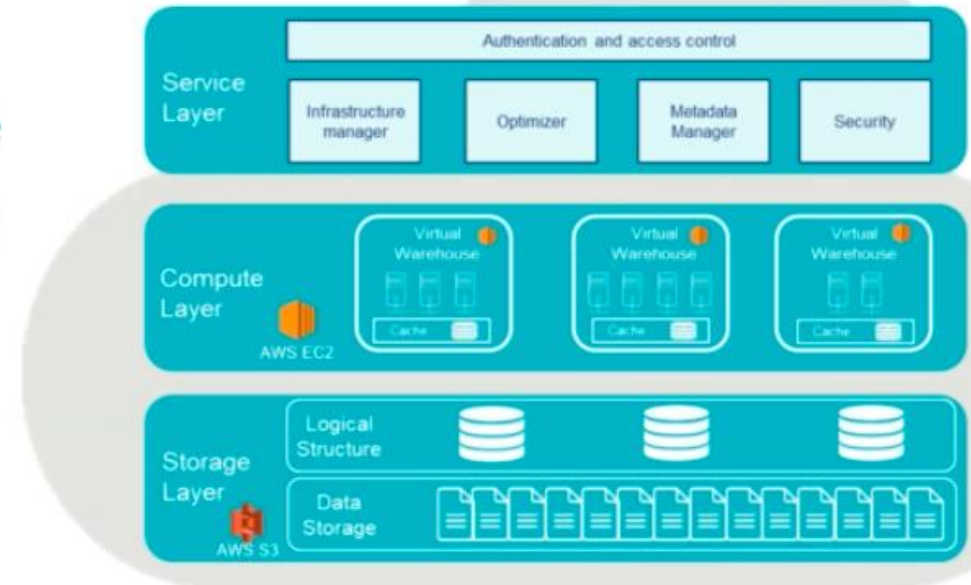 Authentication and access control
Service
Layer
Infrastructure
manager
Optimizer
Metadata
Manager
Security
Compute
Layer
AWS EC2
Virtual
Warehouse
Cache
Virtual
Warehouse
Cache
Virtual
Warehouse
Cache
Storage
Layer
AWS S3
Logical
Structure
Data
Storage